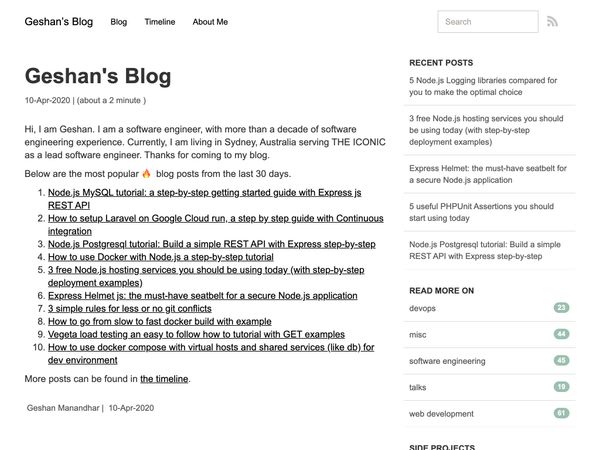 Geshan's Blog Blog Timeline About Me Search
Geshan's Blog
10-Apr-2020 | (about a 2 minute )
Hi, I am Geshan. I am a software engineer, with more than a decade of software
engineering experience. Currently, I am living in Sydney, Australia serving THE ICONIC
as a lead software engineer. Thanks for coming to my blog.
Below are the most popular 🔥 blog posts from the last 30 days.
1. Node.js MySQL tutorial: a step-by-step getting started guide with Express js
REST API
2. How to setup Laravel on Google Cloud run, a step by step guide with Continuous
integration
3. Node.js Postgresql tutorial: Build a simple REST API with Express step-by-step
4. How to use Docker with Node.js a step-by-step tutorial
5. 3 free Node.js hosting services you should be using today (with step-by-step
deployment examples)
6. Express Helmet js: the must-have seatbelt for a secure Node.js application
7. 3 simple rules for less or no git conflicts
8. How to go from slow to fast docker build with example
9. Vegeta load testing an easy to follow how to tutorial with GET examples
10. How to use docker compose with virtual hosts and shared services (like db) for
dev environment
More posts can be found in the timeline.
Geshan Manandhar | 10-Apr-2020
RECENT POSTS
5 Node.js Logging libraries compared for
you to make the optimal choice
3 free Node.js hosting services you should
be using today (with step-by-step
deployment examples)
Express Helmet: the must-have seatbelt for
a secure Node.js application
5 useful PHPUnit Assertions you should
start using today
Node.js Postgresql tutorial: Build a simple
REST API with Express step-by-step
READ MORE ON
devops 23
misc 44
software engineering 45
talks 19
web development 61
SIDE PROJECTS